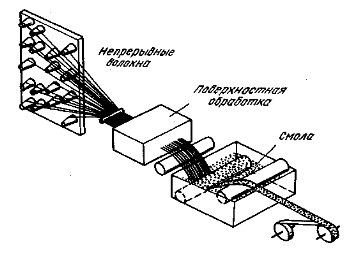 Непрерывные
волокна
Поверхностная
обработка
Смола